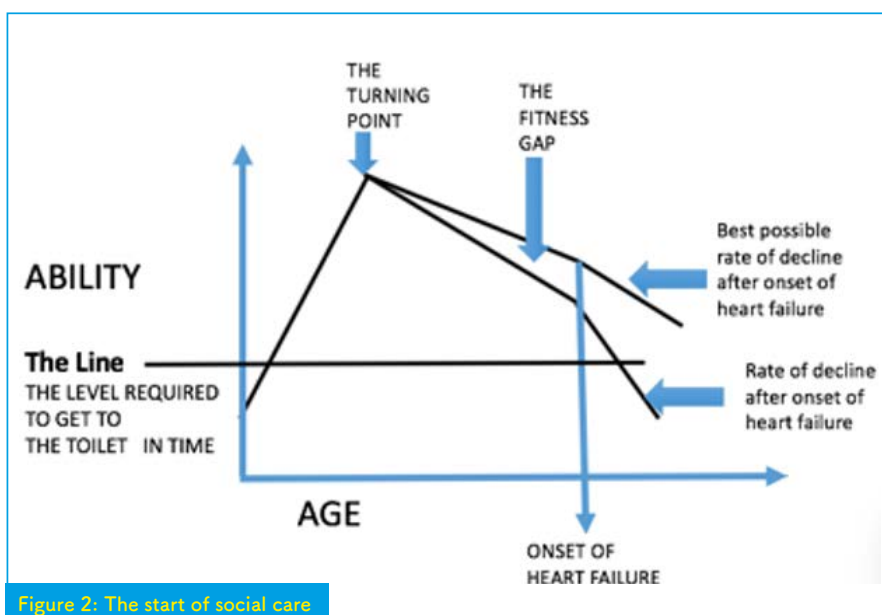 THE
TURNING
POINT
THE
FITNESS
GAP
ABILITY
Best possible
rate of decline
after onset of
heart failure
The Line
THE LEVEL REQUIRED
TO GET TO
THE TOILET IN TIME
Rate of decline
after onset of
heart failure
AGE
ONSET OF
HEART FAILURE
Figure 2: The start of social care